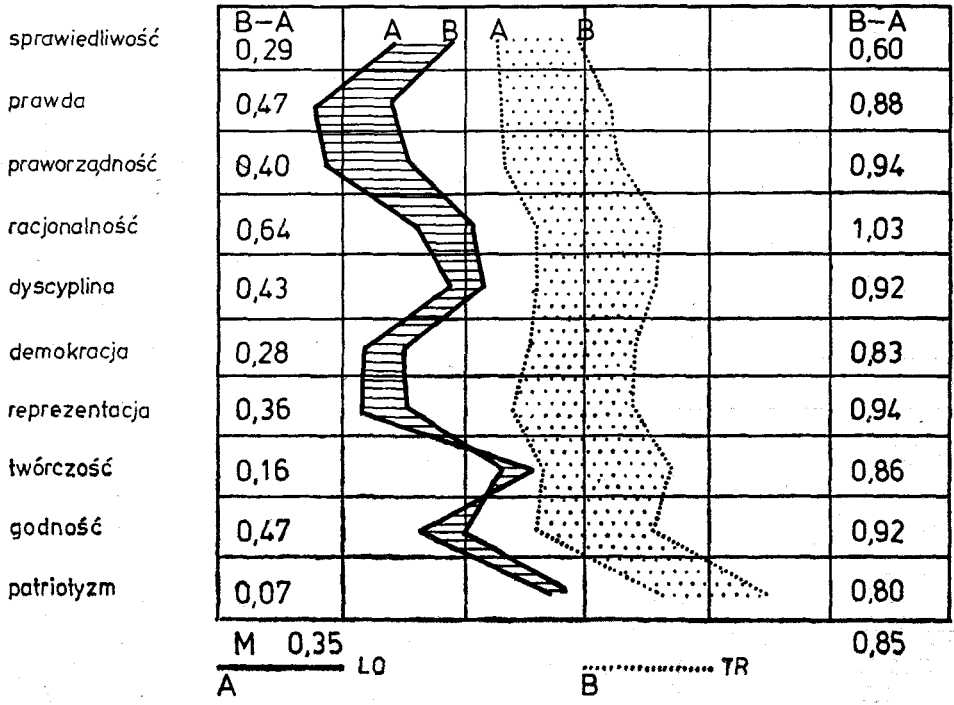 B–A A B A B B–A
sprawiedliwość 0,29 0,60
prawda 0,47 0,88
praworządność 0,40 0,94
racjonalność 0,64 1,03
dyscyplina 0,43 0,92
demokracja 0,28 0,83
reprezentacja 0,36 0,94
twórczość 0,16 0,86
godność 0,47 0,92
patriotyzm 0,07 0,80
M 0,35 0,85
LO TR
A B